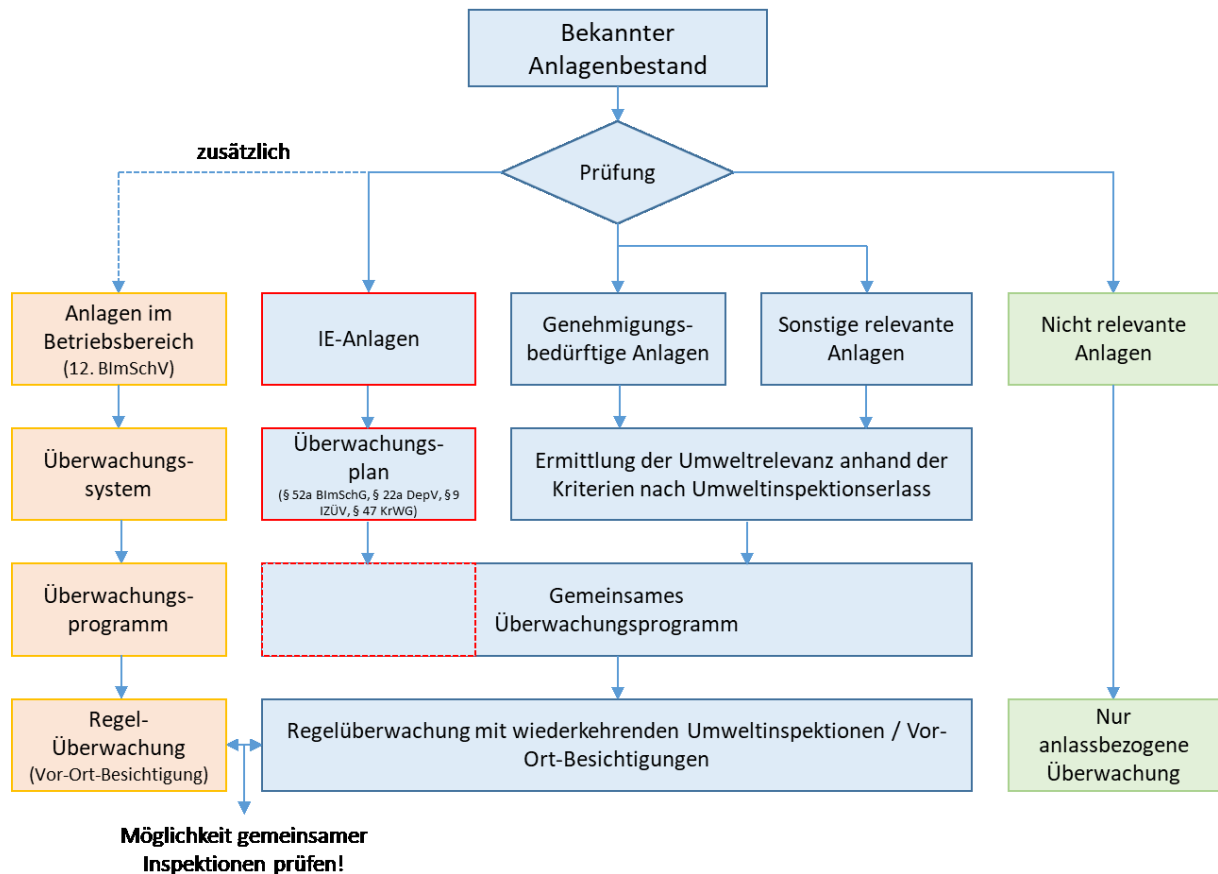 Bekannter
Anlagenbestand
zusätzlich
Prüfung
Anlagen im
Betriebsbereich
(12. BImSchV)
IE-Anlagen
Genehmigungs-
bedürftige Anlagen
Sonstige relevante
Anlagen
Nicht relevante
Anlagen
Überwachungs-
system
Überwachungs-
plan
(§ 52a BImSchG, § 22a DepV, § 9
IZÜV, § 47 KrWG)
Ermittlung der Umweltrelevanz anhand der
Kriterien nach Umweltinspektionserlass
Überwachungs-
programm
Gemeinsames
Überwachungsprogramm
Regel-
Überwachung
(Vor-Ort-Besichtigung)
Regelüberwachung mit wiederkehrenden Umweltinspektionen / Vor-
Ort-Besichtigungen
Nur
anlassbezogene
Überwachung
Möglichkeit gemeinsamer
Inspektionen prüfen!